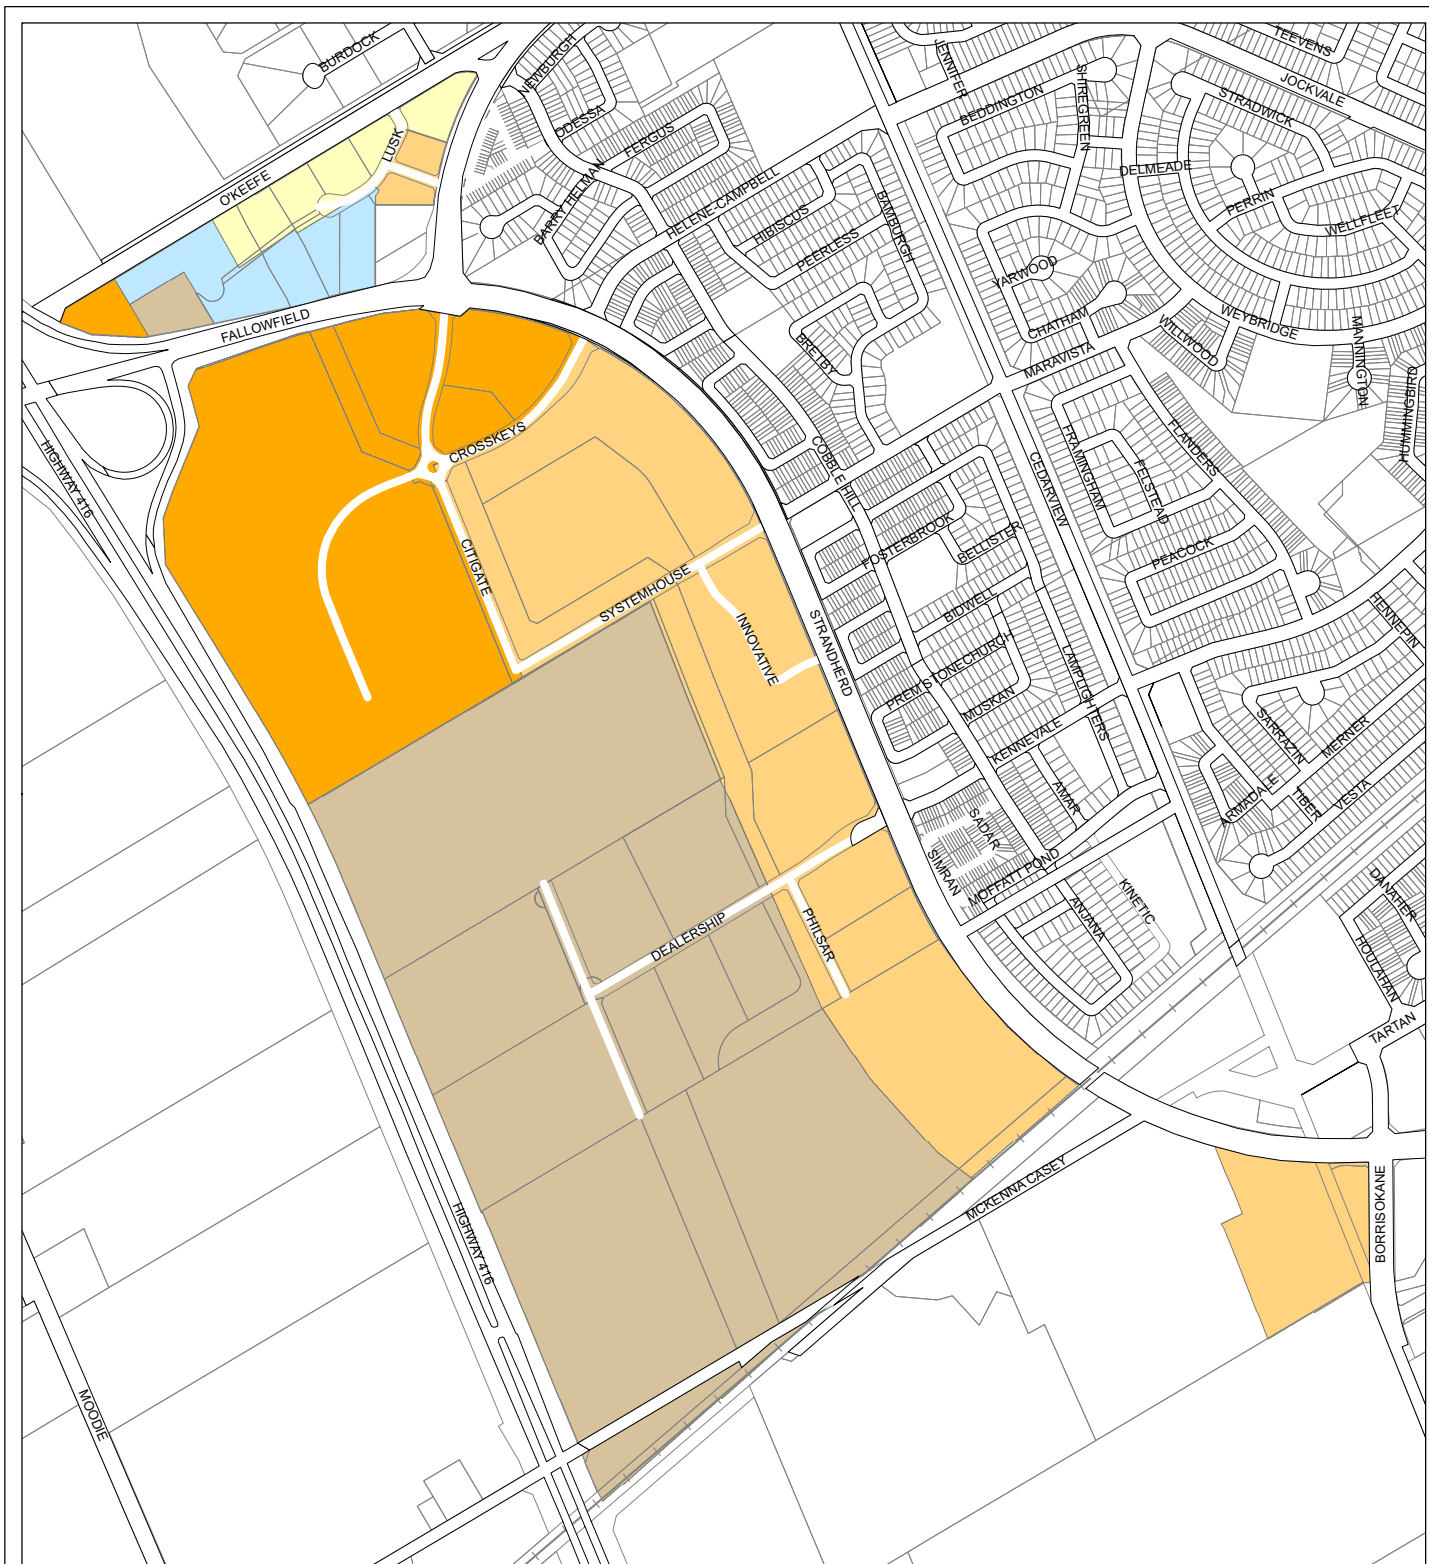 BURDOCK
NEWBURGH
ODESSA
FERGUS
LUSK
O'KEEFE
BARRY HELMAN
HELENE-CAMPBELL
HIBISCUS
PEERLESS
BAMBURGH
JENNIFER
BEDDINGTON
SHIREGREEN
TEEVENS
JOCKVALE
STRADWICK
DELMEADE
PERRIN
WELLFLEET
YARWOOD
CHATHAM
WILLWOOD
WEYBRIDGE
MANNINGTON
HUMMINGBIRD
MARAVISTA
BRETBY
FALLOWFIELD
HIGHWAY 416
CROSSKEYS
CITIGATE
SYSTEMHOUSE
INNOVATIVE
STRANDHERD
COBBLE HILL
FOSTERBROOK
BELLISTER
CEDARVIEW
FRAMINGHAM
FELSTEAD
FLANDERS
PEACOCK
BIDWELL
PREM'S
STONECHURCH
MUSKAN
KENNEVALE
LAMPLIGHTERS
HENNEPIN
SARRAZIN
MERNER
ARMADALE
TIBER
VESTA
AMAR
SADAR
SIMRAN
MOFFATT POND
ANJANA
KINETIC
DANAHER
HOULAHAN
TARTAN
DEALERSHIP
PHILSAR
MCKENNA CASEY
BORRISOKANE
HIGHWAY 416
MOODIE